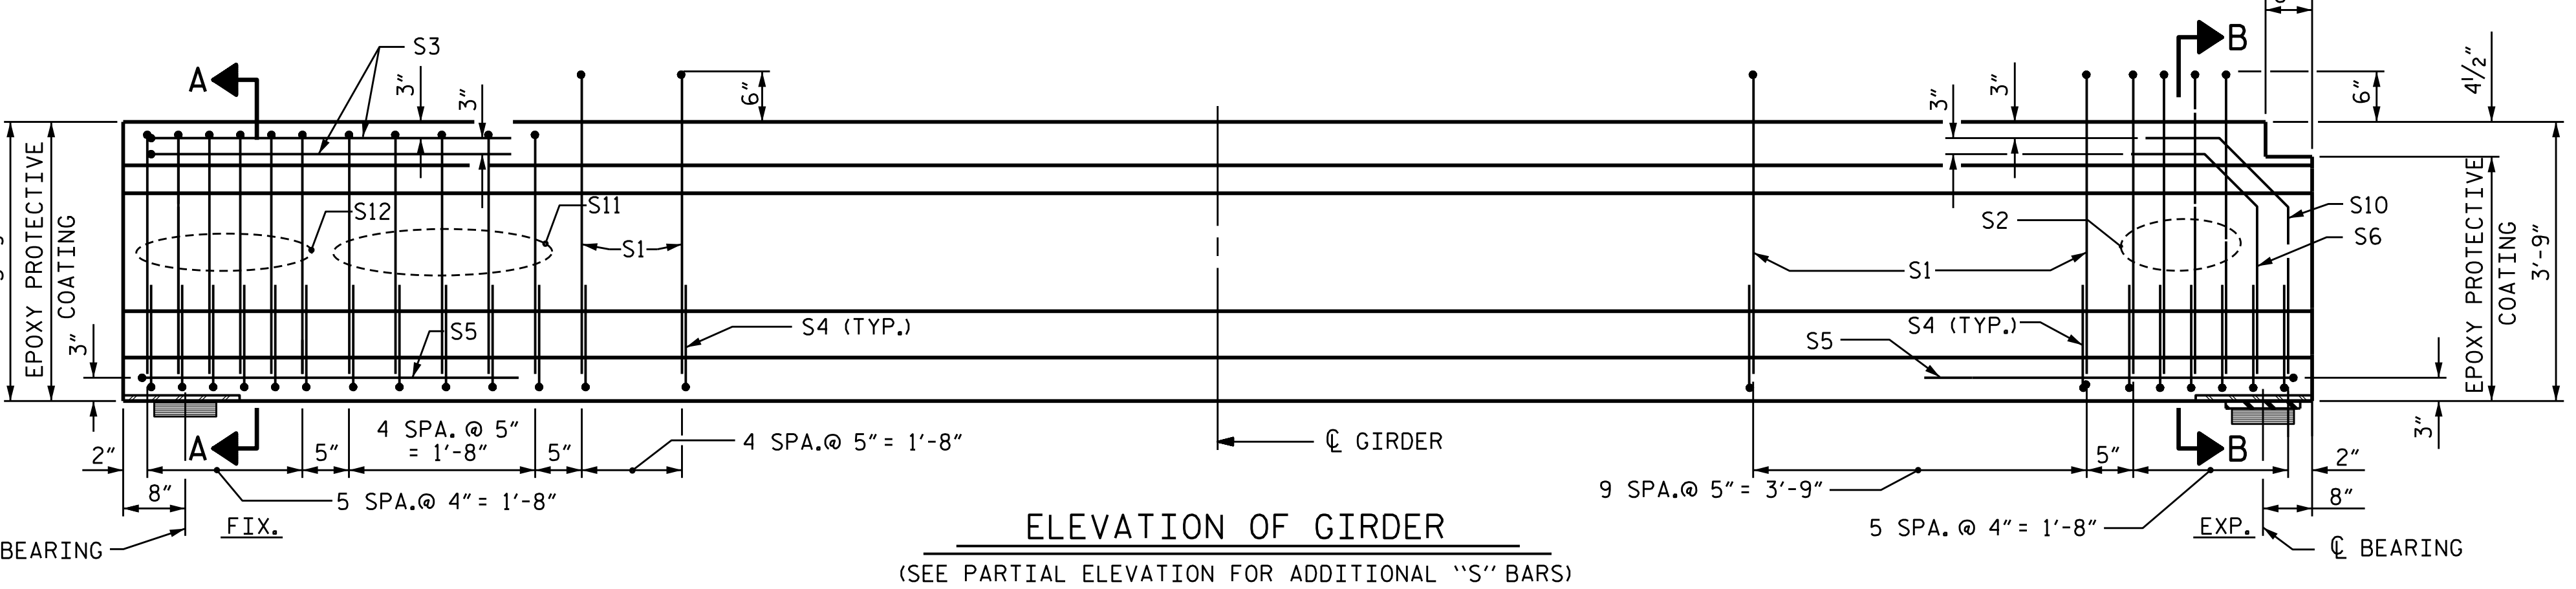 S3
A
3"
3"
6"
B
3"
3"
6"
4 1/2"
EPOXY PROTECTIVE
COATING
S12
S11
S1
S2
S10
S6
S1
EPOXY PROTECTIVE
COATING
3'-9"
3"
S5
S4 (TYP.)
S4 (TYP.)
S5
3"
A
4 SPA.@ 5"
= 1'-8"
2"
5"
5"
4 SPA.@ 5"= 1'-8"
℄ GIRDER
5"
B
2"
8"
5 SPA.@ 4"= 1'-8"
9 SPA.@ 5"= 3'-9"
8"
FIX.
BEARING
5 SPA.@ 4"= 1'-8"
EXP.
℄ BEARING
ELEVATION OF GIRDER
(SEE PARTIAL ELEVATION FOR ADDITIONAL "S" BARS)